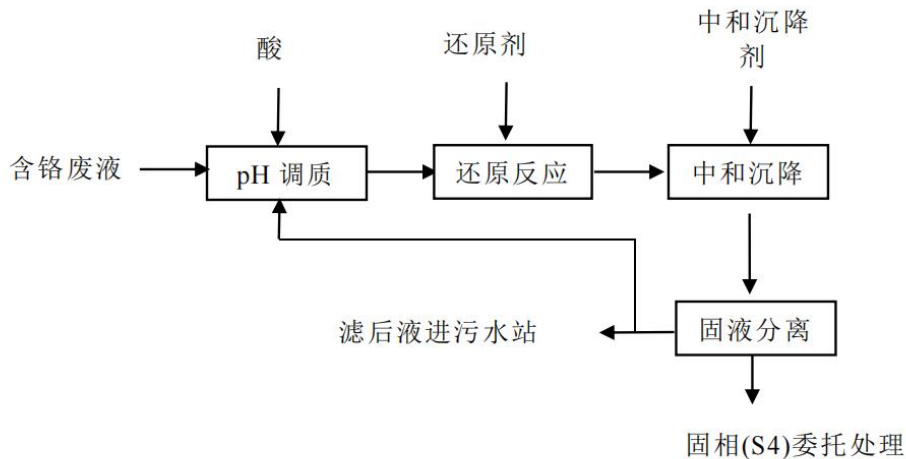 酸
还原剂
中和沉降
剂
含铬废液
pH 调质
还原反应
中和沉降
滤后液进污水站
固液分离
固相(S4)委托处理